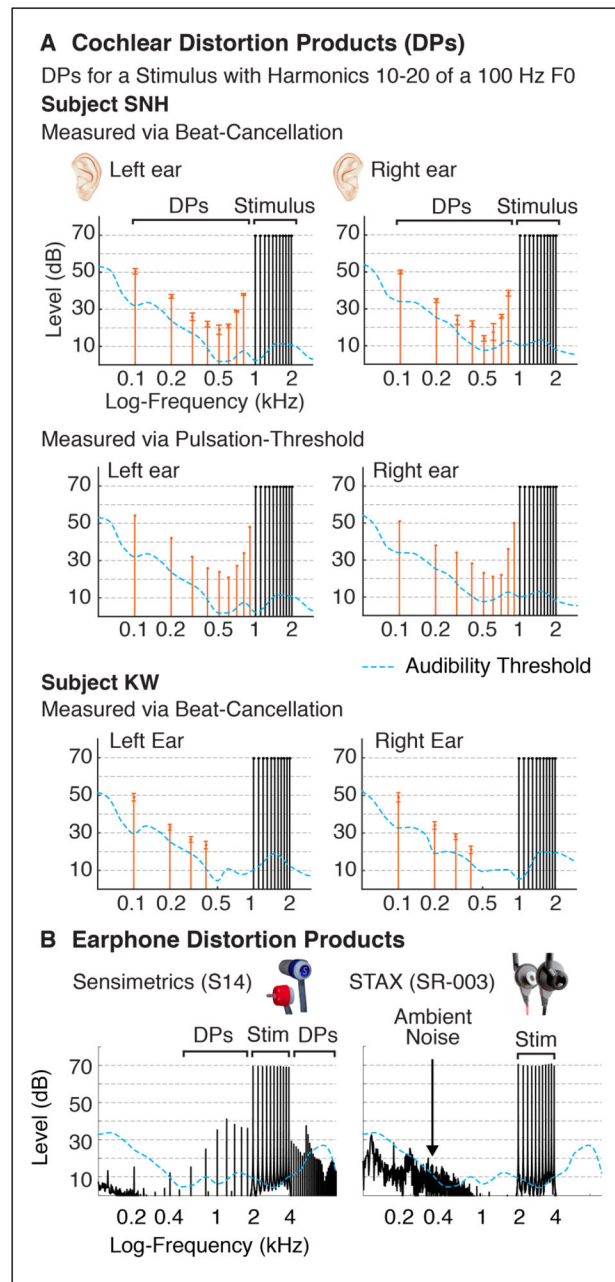 A Cochlear Distortion Products (DPs)
DPs for a Stimulus with Harmonics 10-20 of a 100 Hz F0
Subject SNH
Measured via Beat-Cancellation
Left ear
Right ear
DPs Stimulus
DPs Stimulus
70
50
30
10
Level (dB)
0.1 0.2 0.5 1 2
Log-Frequency (kHz)
70
50
30
10
0.1 0.2 0.5 1 2
Measured via Pulsation-Threshold
Left ear
Right ear
70
50
30
10
0.1 0.2 0.5 1 2
70
50
30
10
0.1 0.2 0.5 1 2
Audibility Threshold
Subject KW
Measured via Beat-Cancellation
Left Ear
Right Ear
70
50
30
10
0.1 0.2 0.5 1 2
70
50
30
10
0.1 0.2 0.5 1 2
B Earphone Distortion Products
Sensimetrics (S14)
STAX (SR-003)
S
DPs Stim DPs
Ambient
Noise
Stim
70
50
30
10
Level (dB)
0.2 0.4 1 2 4
Log-Frequency (kHz)
70
50
30
10
0.2 0.4 1 2 4